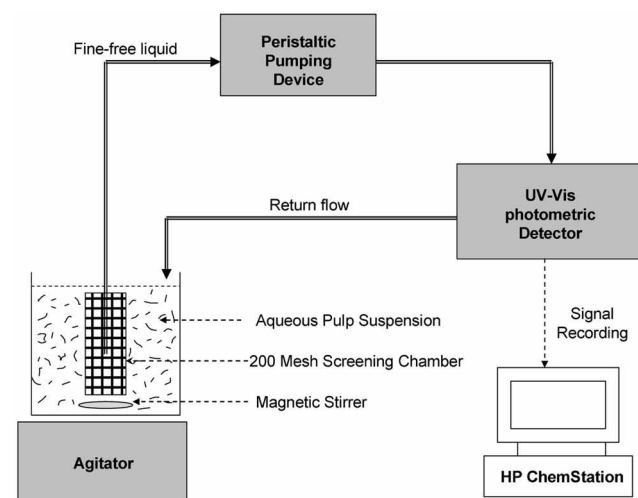 Fine-free liquid
Peristaltic
Pumping
Device
UV-Vis
photometric
Detector
Return flow
Signal
Recording
Aqueous Pulp Suspension
200 Mesh Screening Chamber
Magnetic Stirrer
Agitator
HP ChemStation